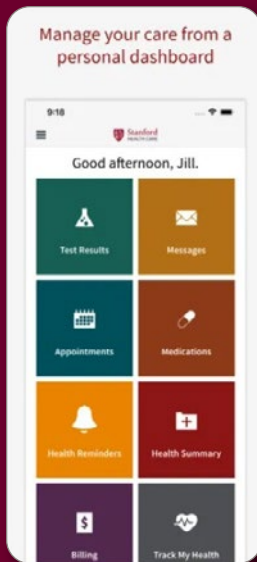 Manage your care from a
personal dashboard
9:18
Stanford
HEALTH CARE
Good afternoon, Jill.
Test Results
Messages
Appointments
Medications
Health Reminders
Health Summary
$
Billing
Track My Health